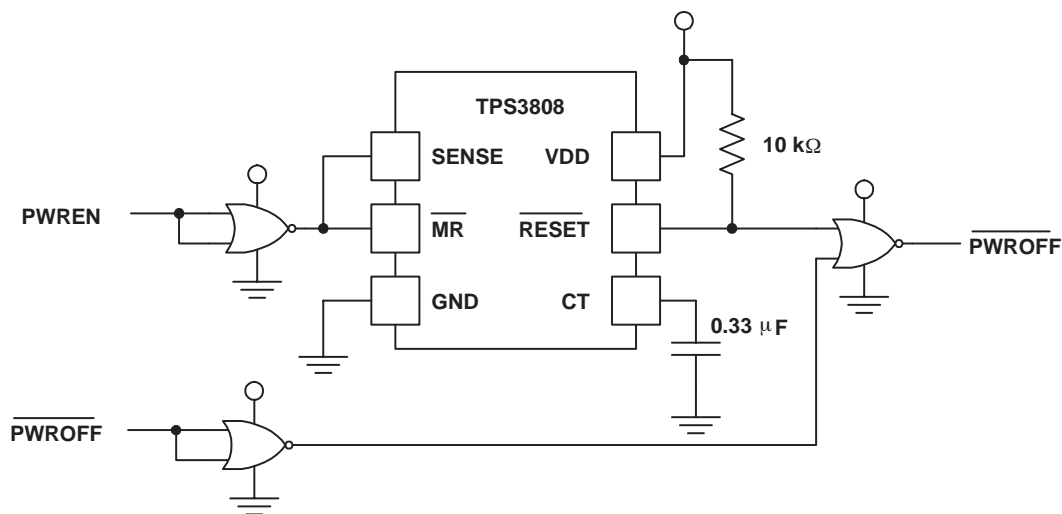 TPS3808
SENSE VDD
10 kΩ
PWREN
MR RESET
PWROFF
GND CT
0.33 μF
PWROFF